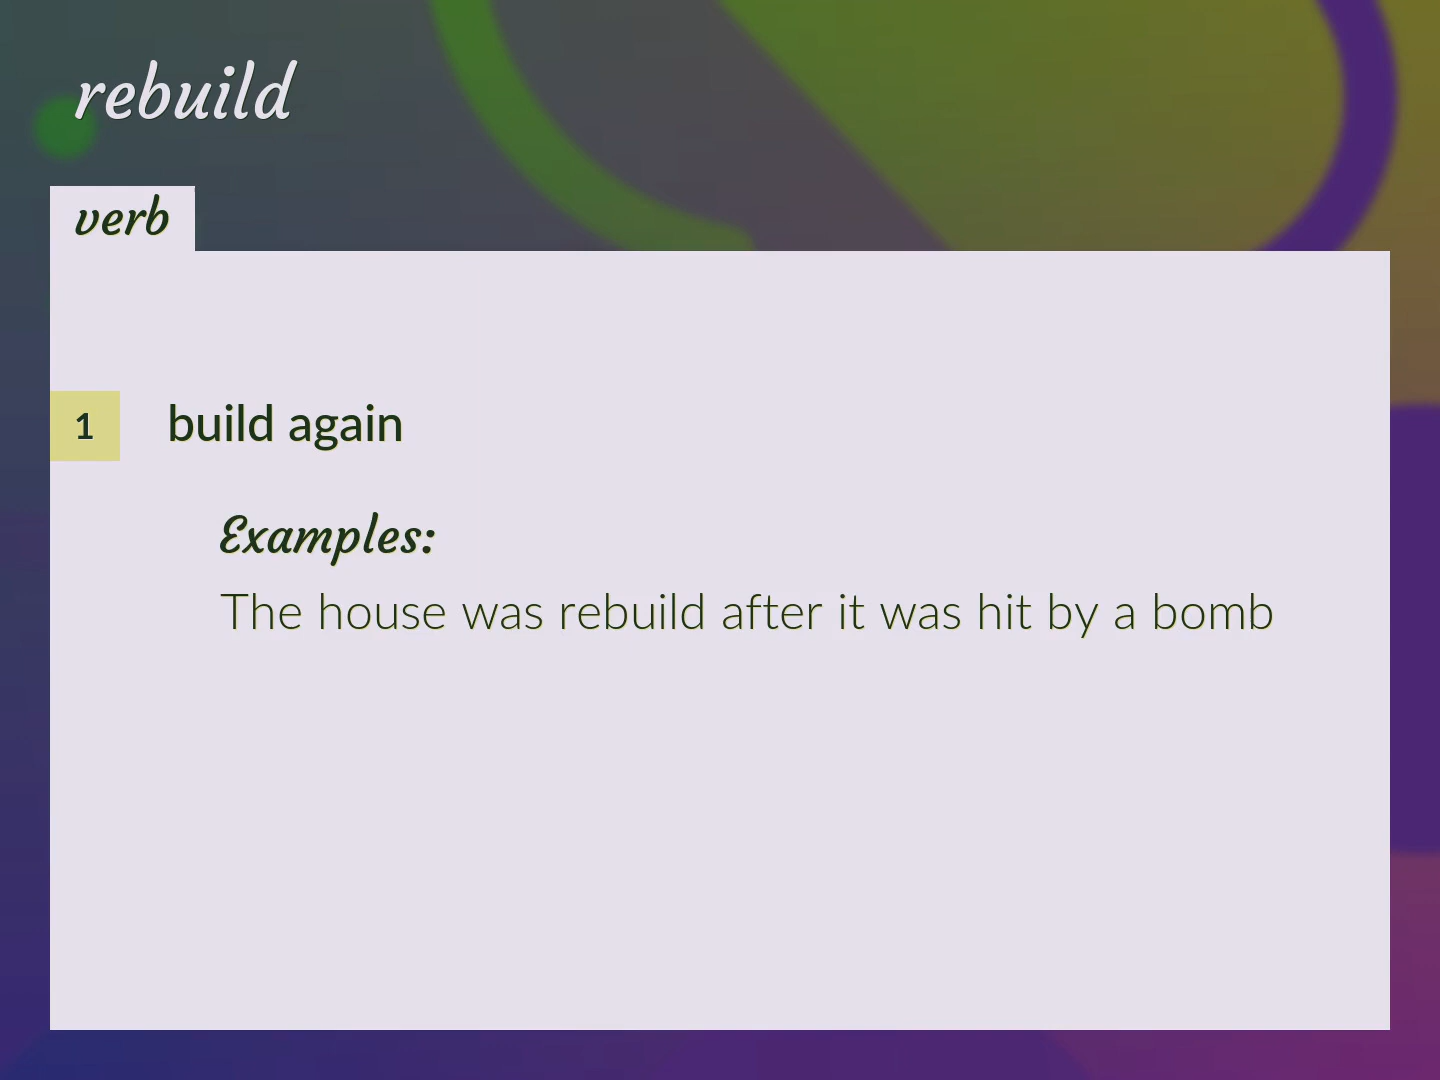 rebuild
verb
1 build again
Examples:
The house was rebuild after it was hit by a bomb